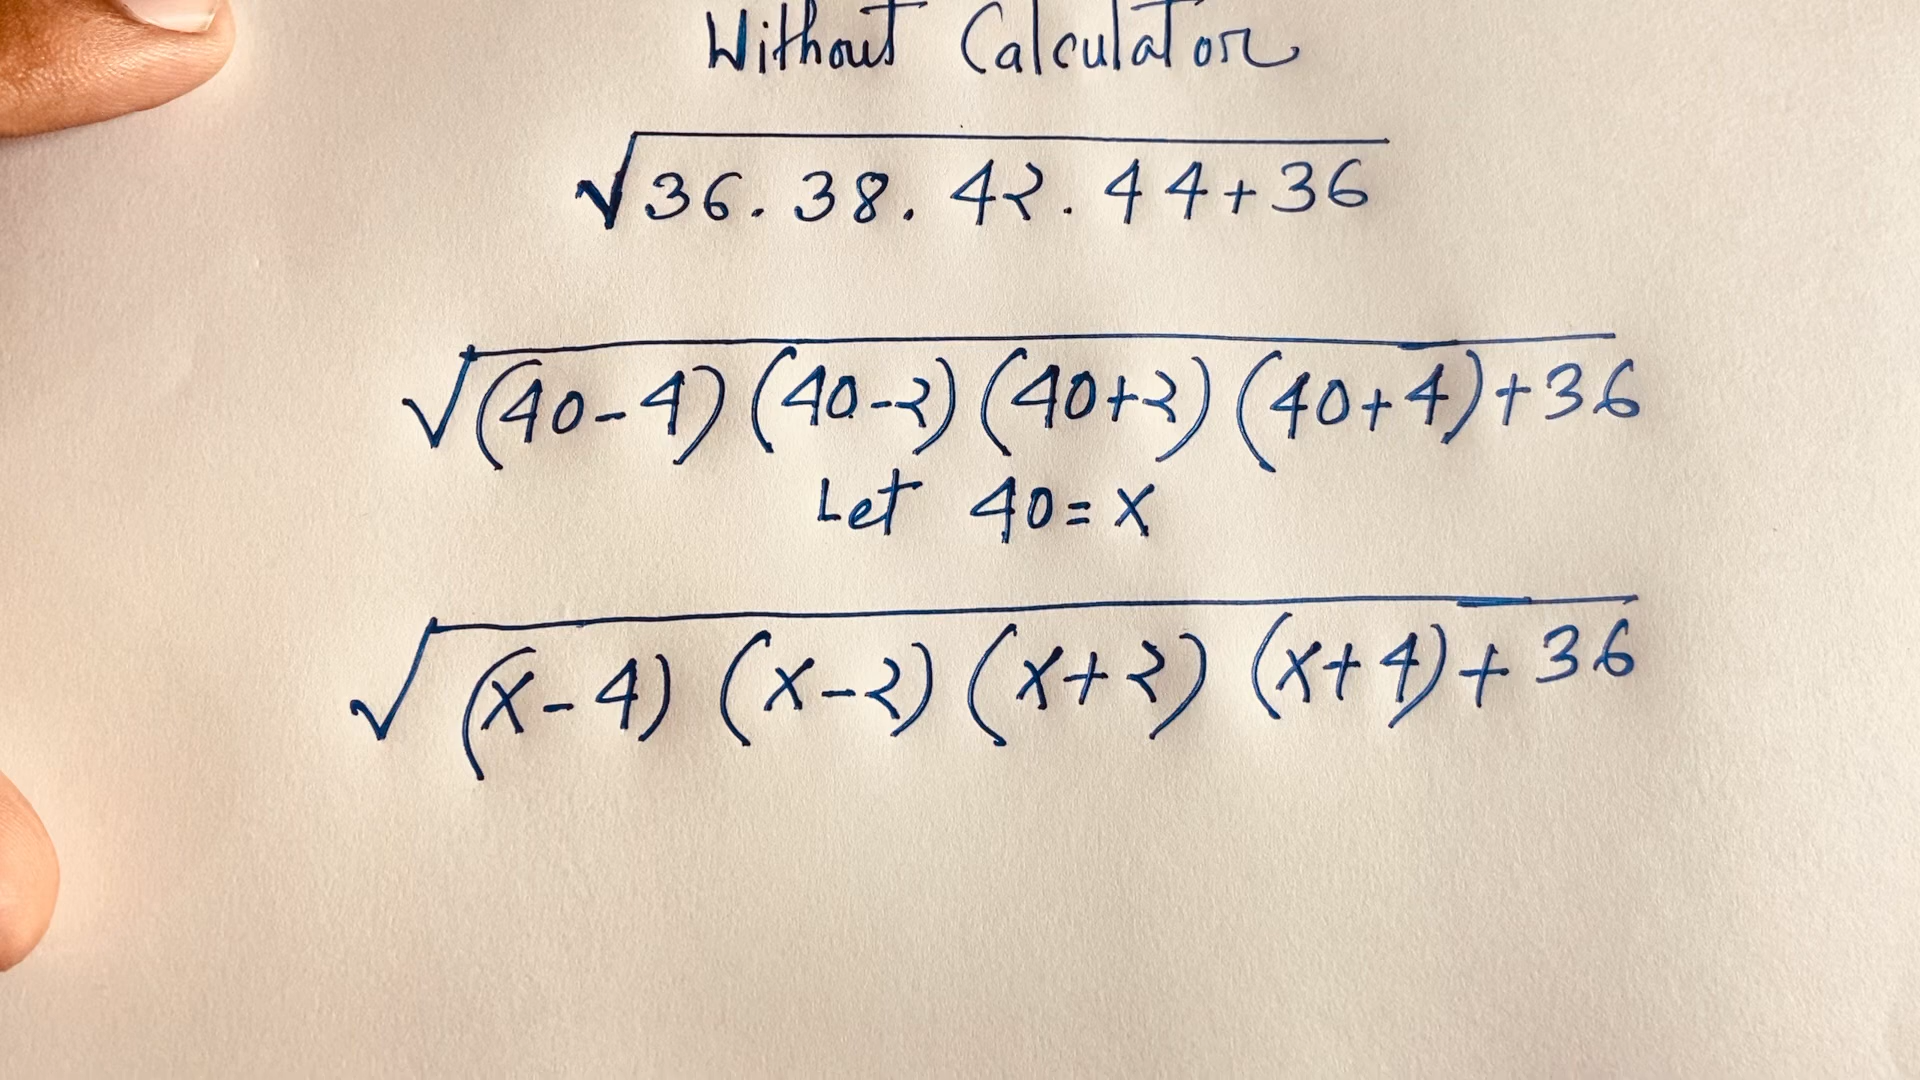 Without Calculator
√36.38.42.44+36
√(40-4)(40-2)(40+2)(40+4)+36
Let 40=x
√(x-4)(x-2)(x+2)(x+4)+36